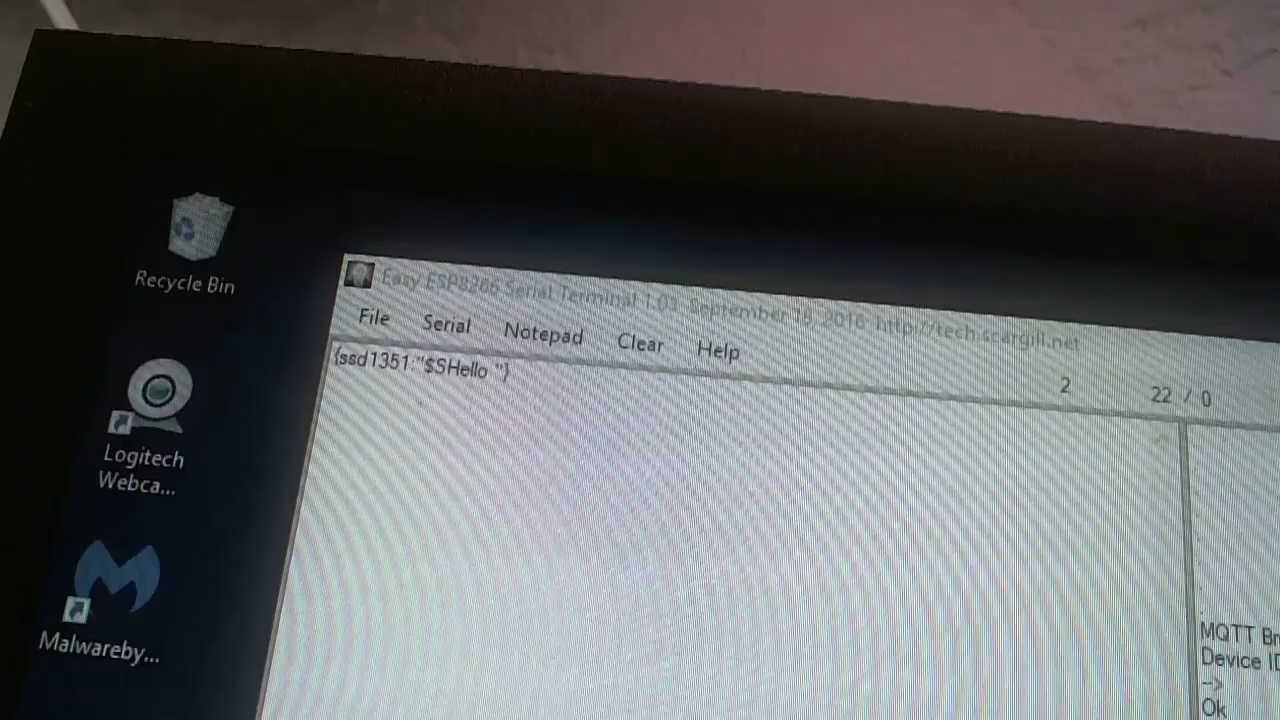 Recycle Bin
Logitech
Webca...
Malwareby...
Easy ESP8266 Serial Terminal 1.03 September 18, 2016 http://tech.scargill.net
File Serial Notepad Clear Help
2 22 / 0
{ssd1351:"$SHello "}
MQTT Br
Device ID
-->
Ok